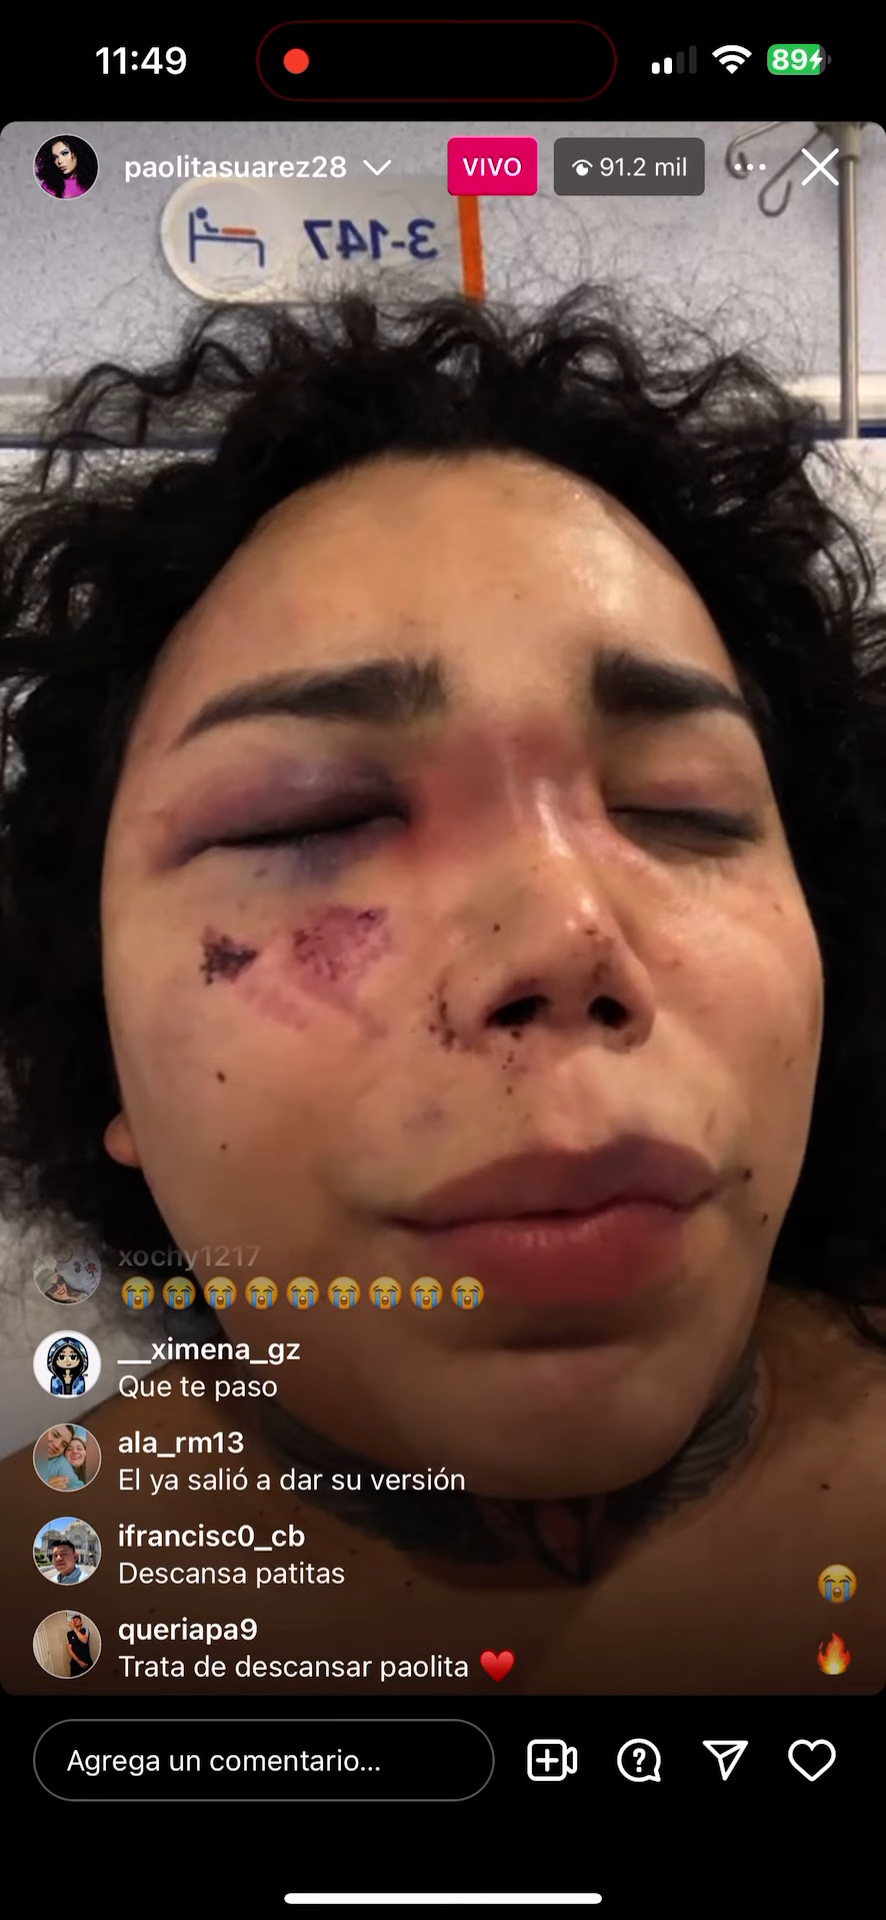 11:49
89
paolitasuarez28
VIVO
91.2 mil
3-147
xochy1217
😭😭😭😭😭😭😭😭😭
__ximena_gz
Que te paso
ala_rm13
El ya salió a dar su versión
ifrancisc0_cb
Descansa patitas
queriapa9
Trata de descansar paolita ❤️
Agrega un comentario...